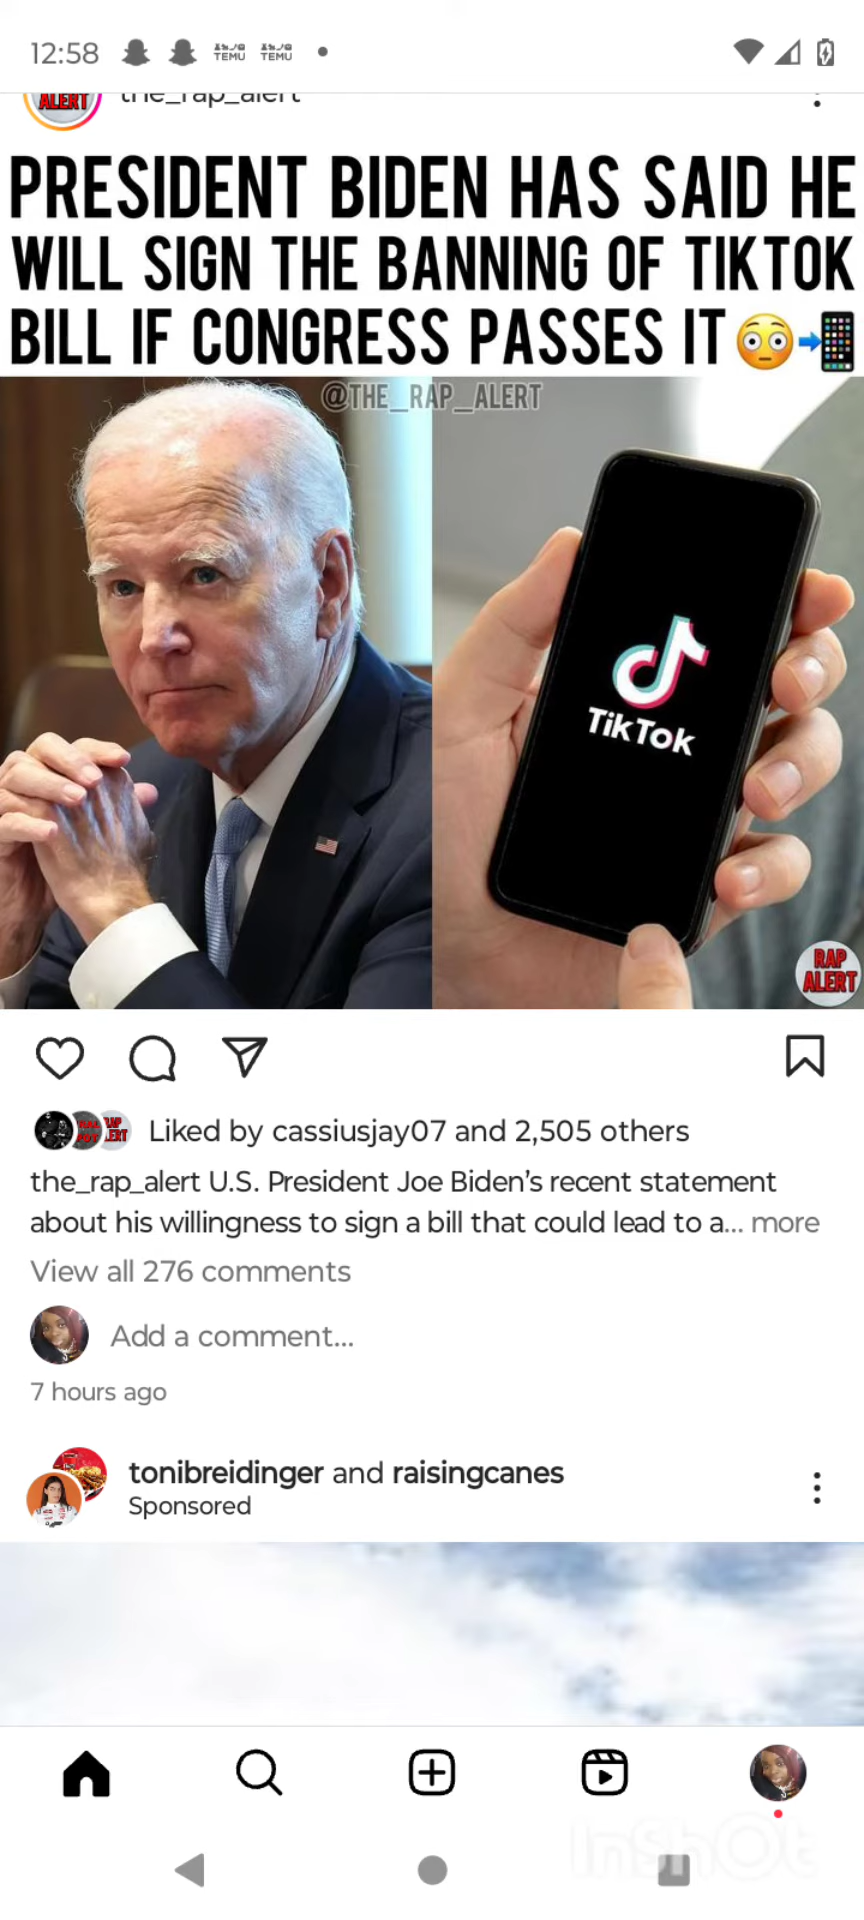 12:58
TEMU
TEMU
ALERT
the_rap_alert
PRESIDENT BIDEN HAS SAID HE
WILL SIGN THE BANNING OF TIKTOK
BILL IF CONGRESS PASSES IT😳📲
@THE_RAP_ALERT
TikTok
RAP
ALERT
Liked by cassiusjay07 and 2,505 others
the_rap_alert U.S. President Joe Biden's recent statement
about his willingness to sign a bill that could lead to a... more
View all 276 comments
Add a comment...
7 hours ago
tonibreidinger and raisingcanes
Sponsored
InShOt